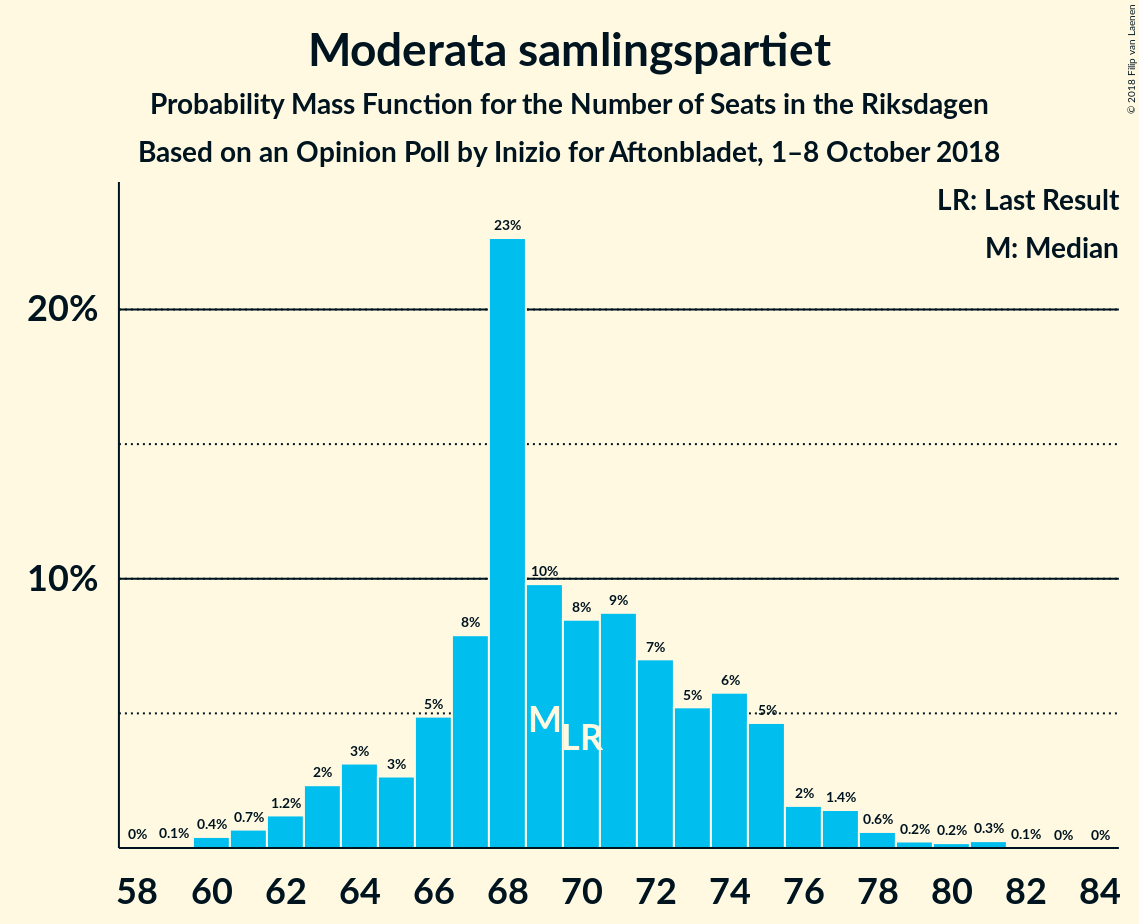 Moderata samlingspartiet
Probability Mass Function for the Number of Seats in the Riksdagen
Based on an Opinion Poll by Inizio for Aftonbladet, 1–8 October 2018
© 2018 Filip van Laenen
LR: Last Result
M: Median
20%
10%
0% 0.1% 0.4% 0.7% 1.2% 2% 3% 3% 5% 8% 23% 10% 8% 9% 7% 5% 6% 5% 2% 1.4% 0.6% 0.2% 0.2% 0.3% 0.1% 0% 0%
M
LR
58 60 62 64 66 68 70 72 74 76 78 80 82 84